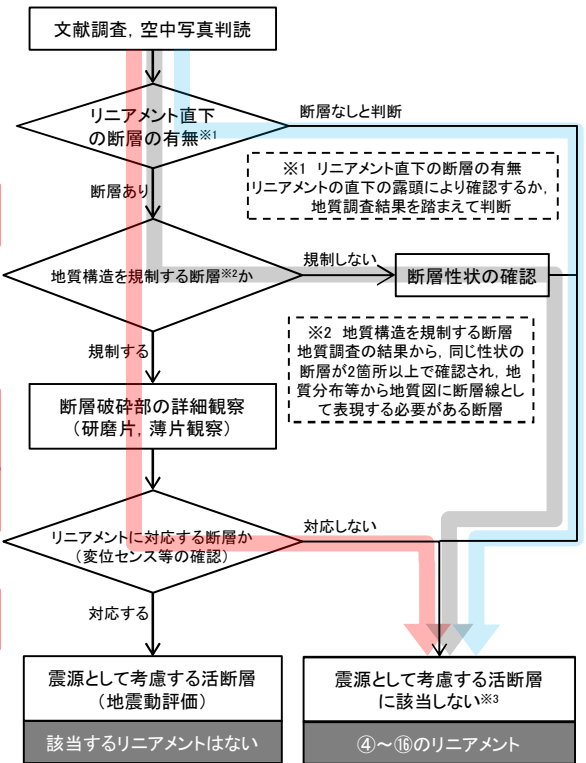 文献調査, 空中写真判読
リニアメント直下
の断層の有無※1
断層なしと判断
断層あり
※1 リニアメント直下の断層の有無
リニアメントの直下の露頭により確認するか,
地質調査結果を踏まえて判断
地質構造を規制する断層※2か
規制しない
断層性状の確認
規制する
※2 地質構造を規制する断層
地質調査の結果から, 同じ性状の
断層が2箇所以上で確認され, 地
質分布等から地質図に断層線とし
て表現する必要がある断層
断層破砕部の詳細観察
(研磨片, 薄片観察)
リニアメントに対応する断層か
(変位センス等の確認)
対応しない
対応する
震源として考慮する活断層
(地震動評価)
該当するリニアメントはない
震源として考慮する活断層
に該当しない※3
④～⑯のリニアメント